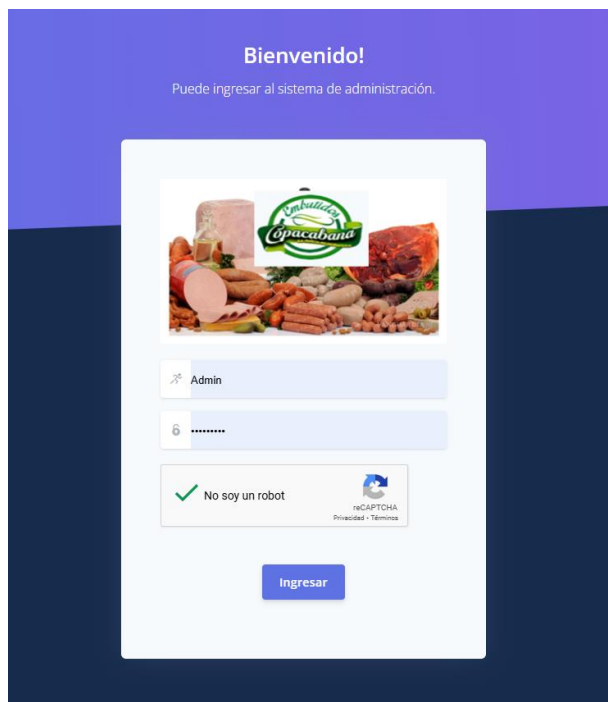 Bienvenido!
Puede ingresar al sistema de administración.
Embutidos
Copacabana
Admin
•••••••••
No soy un robot
reCAPTCHA
Privacidad - Términos
Ingresar